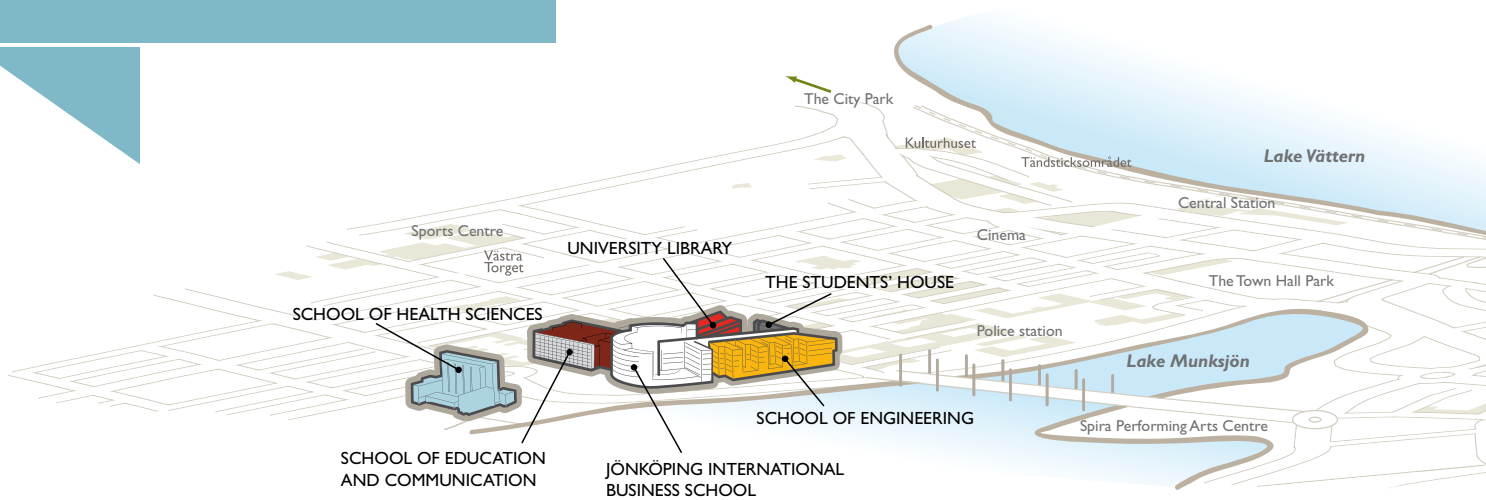 The City Park
Kulturhuset
Tändsticksområdet
Lake Vättern
Central Station
Sports Centre
Cinema
UNIVERSITY LIBRARY
Västra
Torget
THE STUDENTS' HOUSE
The Town Hall Park
SCHOOL OF HEALTH SCIENCES
Police station
Lake Munksjön
SCHOOL OF ENGINEERING
Spira Performing Arts Centre
SCHOOL OF EDUCATION
AND COMMUNICATION
JÖNKÖPING INTERNATIONAL
BUSINESS SCHOOL